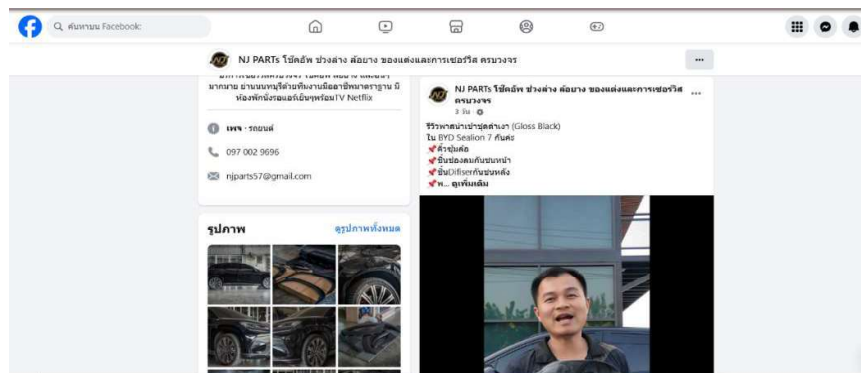 ค้นหาบน Facebook
NJ PARTs โช๊คอัพ ช่วงล่าง ล้อยาง ของแต่งและการเซอร์วิส ครบวงจร
มากมาย ย่านนนทบุรีด้วยทีมงานมืออาชีพมาตราฐาน มี
ห้องพักนั่งรอแอร์เย็นๆพร้อมTV Netflix
เพจ · รถยนต์
097 002 9696
njparts57@gmail.com
รูปภาพ
ดูรูปภาพทั้งหมด
NJ PARTs โช๊คอัพ ช่วงล่าง ล้อยาง ของแต่งและการเซอร์วิส
ครบวงจร
3 วัน
รีวิวพาสน่าเข้าชุดดำเงา (Gloss Black)
ใน BYD Sealion 7 กันค่ะ
📌คิ้วซุ้มล้อ
📌ชิ้นช่องลมกันชนหน้า
📌ชิ้นDifiserกันชนหลัง
📌พ... ดูเพิ่มเติม